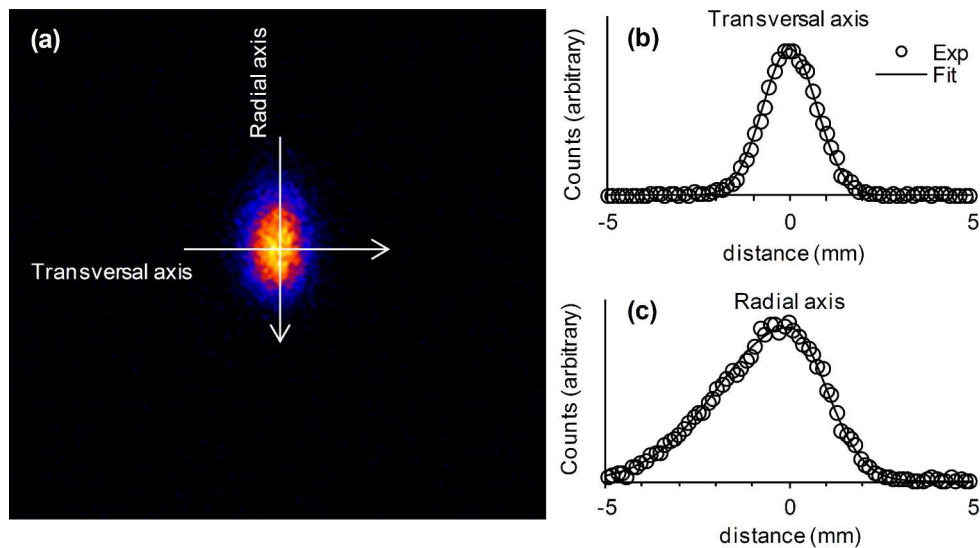 (a)
Radial axis
Transversal axis
(b)
Transversal axis
Exp
Fit
Counts (arbitrary)
-5
0
5
distance (mm)
(c)
Radial axis
Counts (arbitrary)
-5
0
5
distance (mm)